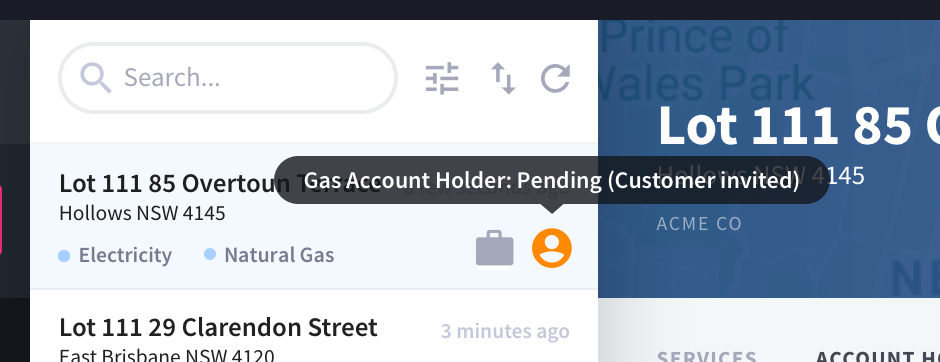 Prince of
Wales Park
Search...
Lot 111 85
Lot 111 85 Overtoun Terrace
Gas Account Holder: Pending (Customer invited)
Hollows NSW 4145
Hollows NSW 4145
ACME CO
Electricity
Natural Gas
Lot 111 29 Clarendon Street
3 minutes ago
East Brisbane NSW 4120
SERVICES